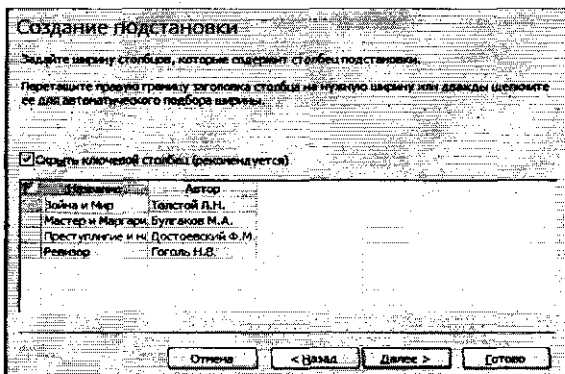 Создание подстановки
Задайте ширину столбцов, которые содержит столбец подстановки.
Перетащите правую границу заголовка столбца на нужную ширину или дважды щелкните
ее для автоматического подбора ширины.
Скрыть ключевой столбец (рекомендуется)
Название Автор
Война и Мир Толстой Л.Н.
Мастер и Маргари Булгаков М.А.
Преступление и на Достоевский Ф.М.
Ревизор Гоголь Н.В.
Отмена < Назад Далее > Готово